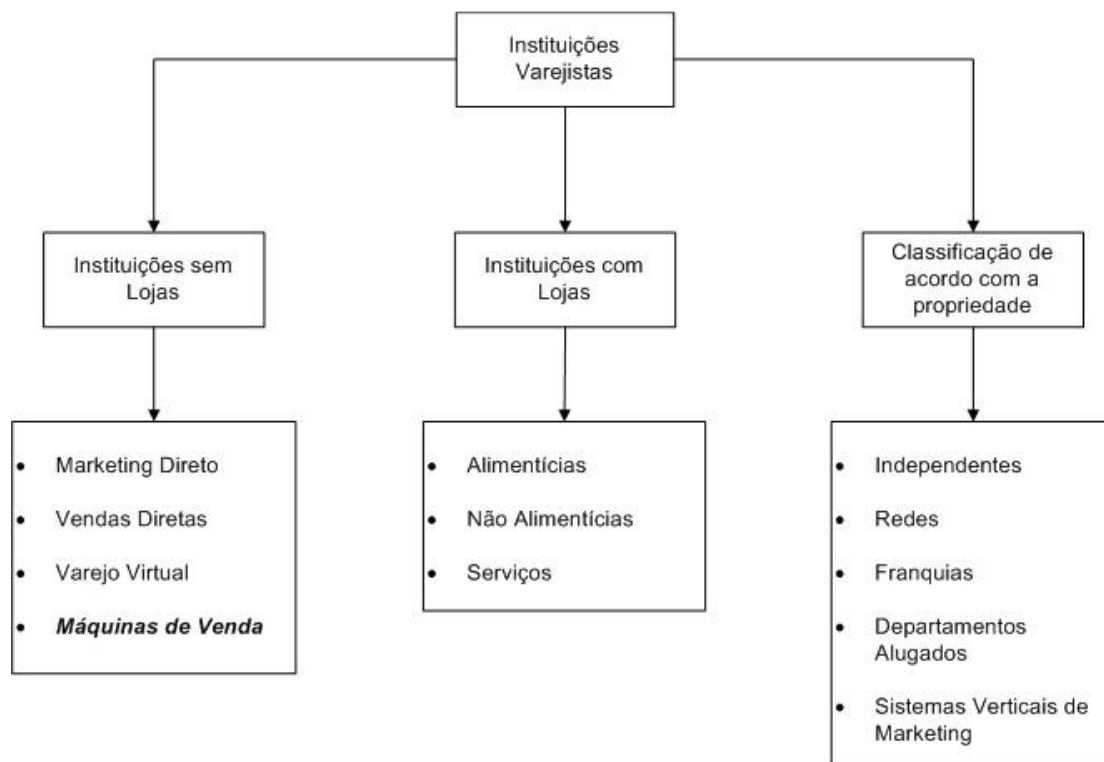 Instituições
Varejistas
Instituições sem
Lojas
Instituições com
Lojas
Classificação de
acordo com a
propriedade
• Marketing Direto
• Vendas Diretas
• Varejo Virtual
• Máquinas de Venda
• Alimentícias
• Não Alimentícias
• Serviços
• Independentes
• Redes
• Franquias
• Departamentos
Alugados
• Sistemas Verticais de
Marketing